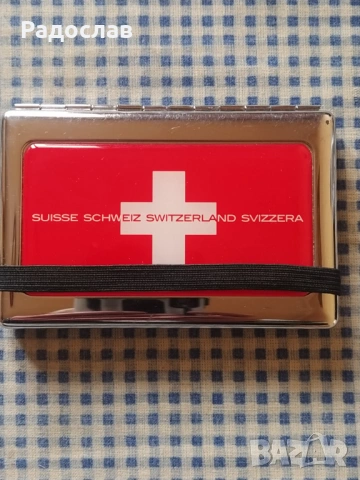 Радослав
SUISSE SCHWEIZ SWITZERLAND SVIZZERA
BAZAR